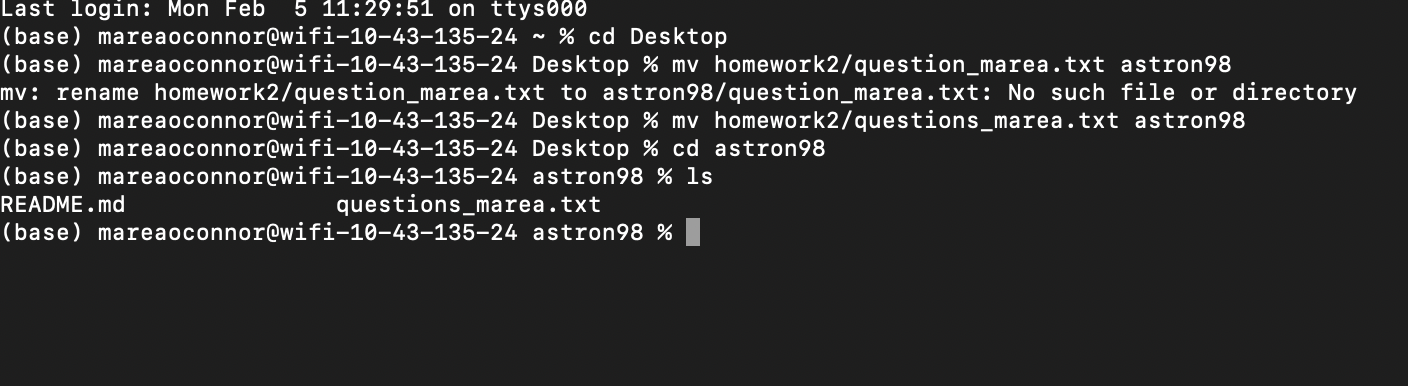 Last login: Mon Feb  5 11:29:51 on ttys000
(base) mareaoconnor@wifi-10-43-135-24 ~ % cd Desktop
(base) mareaoconnor@wifi-10-43-135-24 Desktop % mv homework2/question_marea.txt astron98
mv: rename homework2/question_marea.txt to astron98/question_marea.txt: No such file or directory
(base) mareaoconnor@wifi-10-43-135-24 Desktop % mv homework2/questions_marea.txt astron98
(base) mareaoconnor@wifi-10-43-135-24 Desktop % cd astron98
(base) mareaoconnor@wifi-10-43-135-24 astron98 % ls
README.md               questions_marea.txt
(base) mareaoconnor@wifi-10-43-135-24 astron98 %